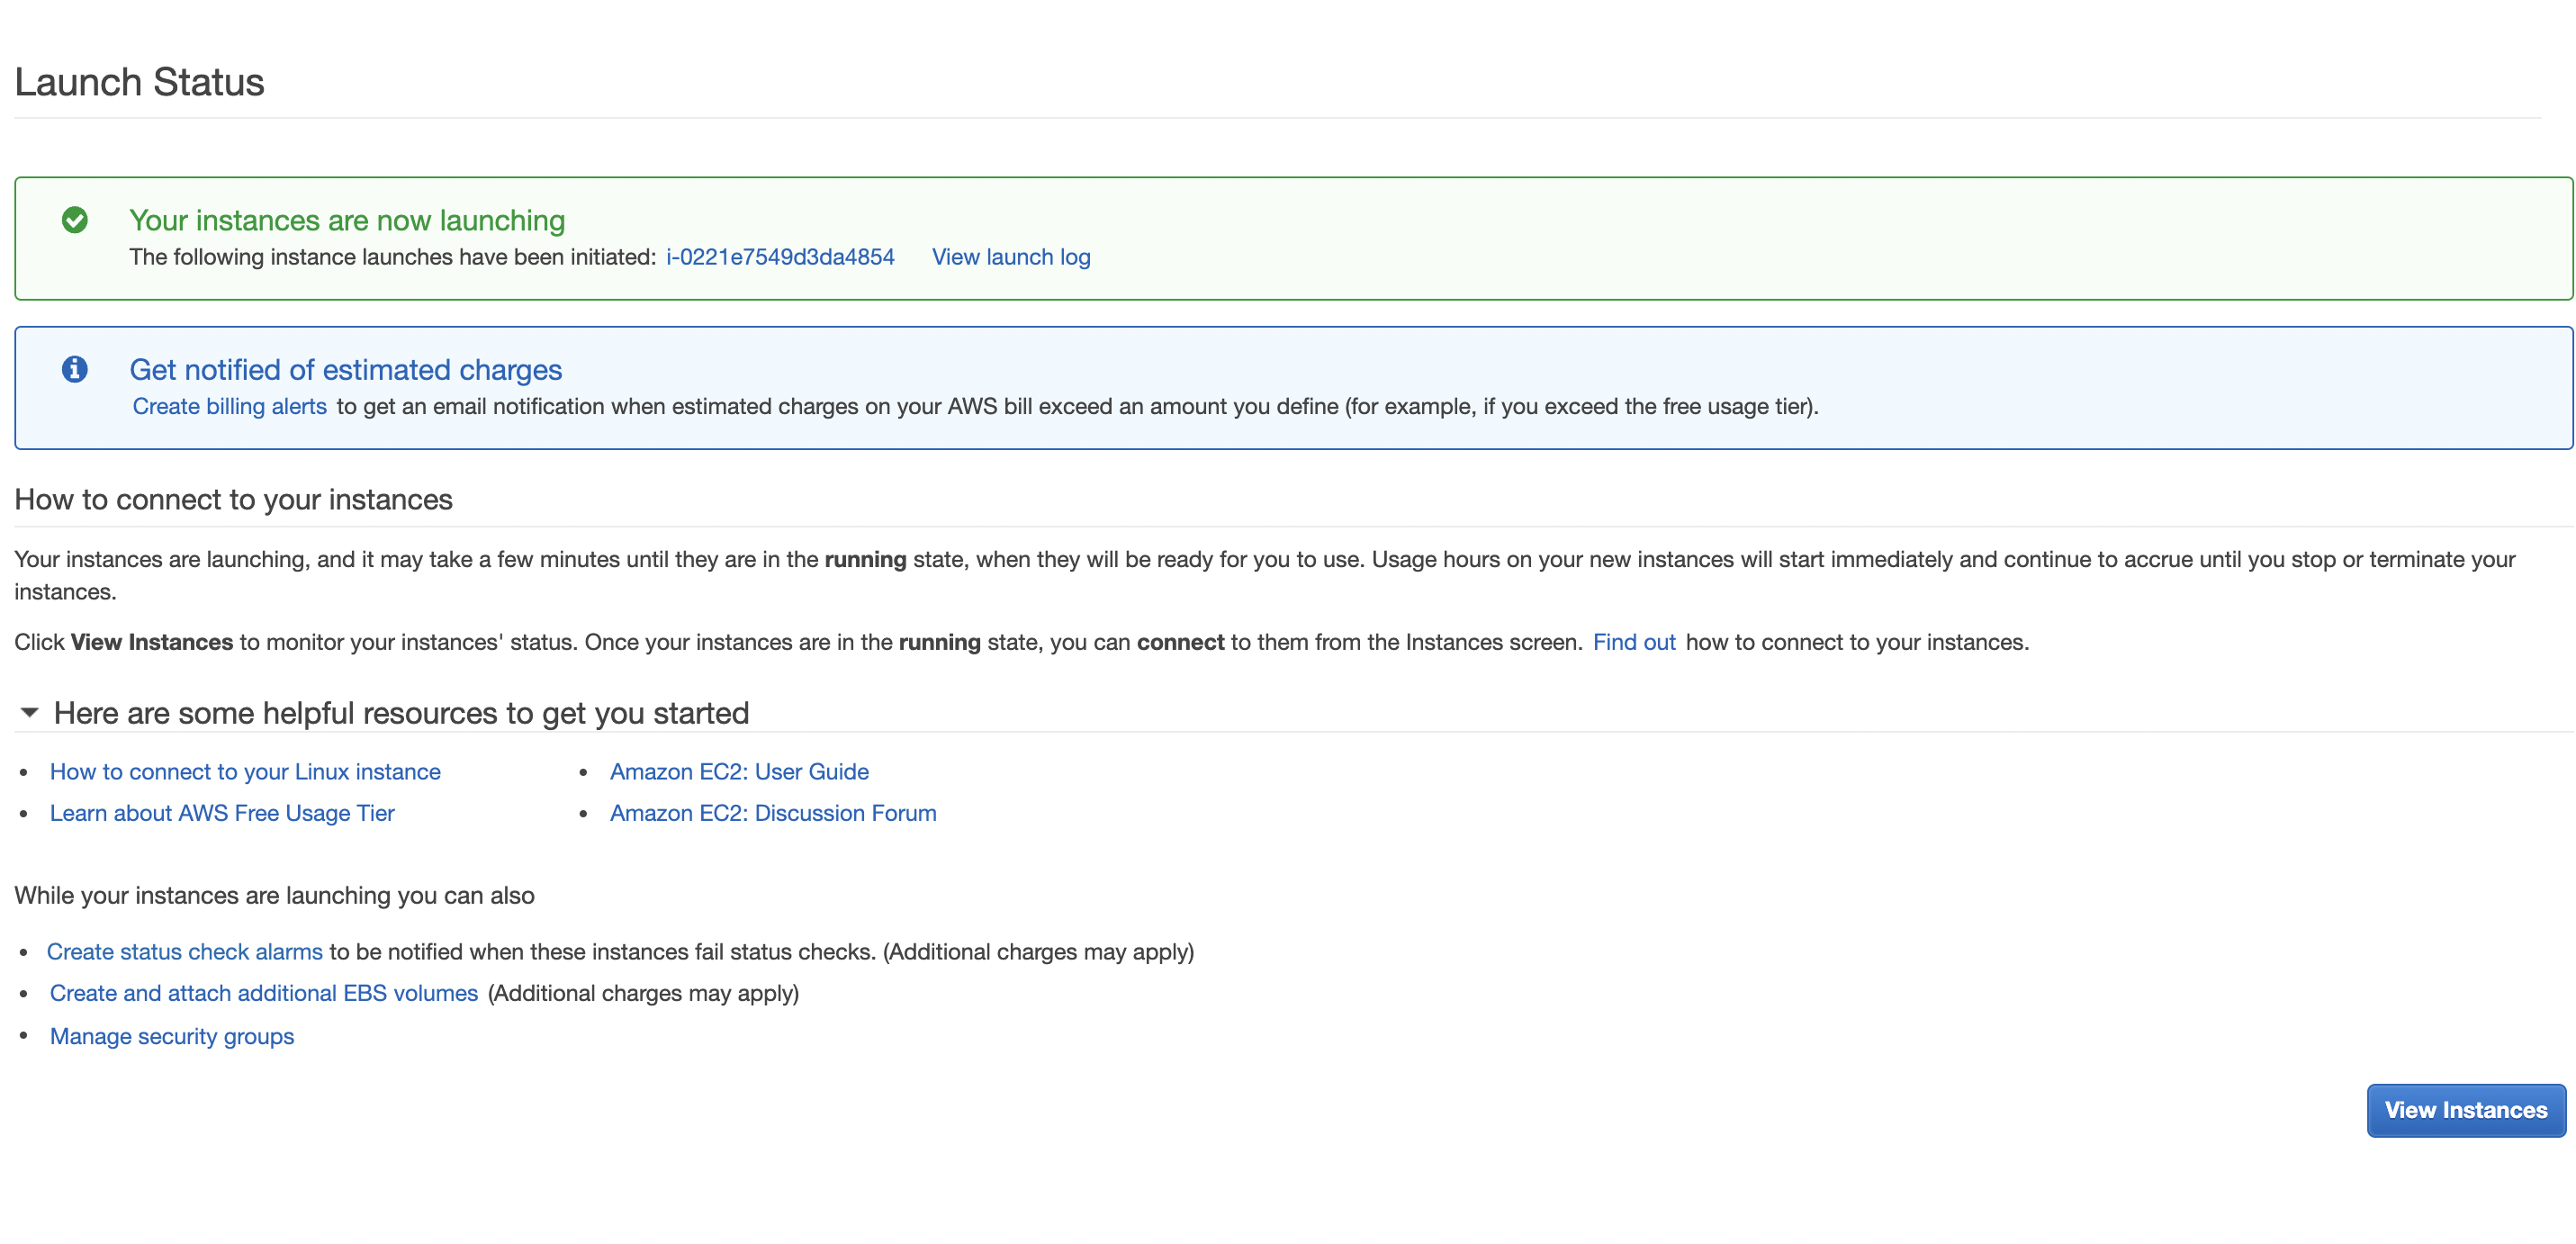 Launch Status
Your instances are now launching
The following instance launches have been initiated: i-0221e7549d3da4854 View launch log
Get notified of estimated charges
Create billing alerts to get an email notification when estimated charges on your AWS bill exceed an amount you define (for example, if you exceed the free usage tier).
How to connect to your instances
Your instances are launching, and it may take a few minutes until they are in the running state, when they will be ready for you to use. Usage hours on your new instances will start immediately and continue to accrue until you stop or terminate your
instances.
Click View Instances to monitor your instances' status. Once your instances are in the running state, you can connect to them from the Instances screen. Find out how to connect to your instances.
Here are some helpful resources to get you started
• How to connect to your Linux instance
• Learn about AWS Free Usage Tier
• Amazon EC2: User Guide
• Amazon EC2: Discussion Forum
While your instances are launching you can also
• Create status check alarms to be notified when these instances fail status checks. (Additional charges may apply)
• Create and attach additional EBS volumes (Additional charges may apply)
• Manage security groups
View Instances